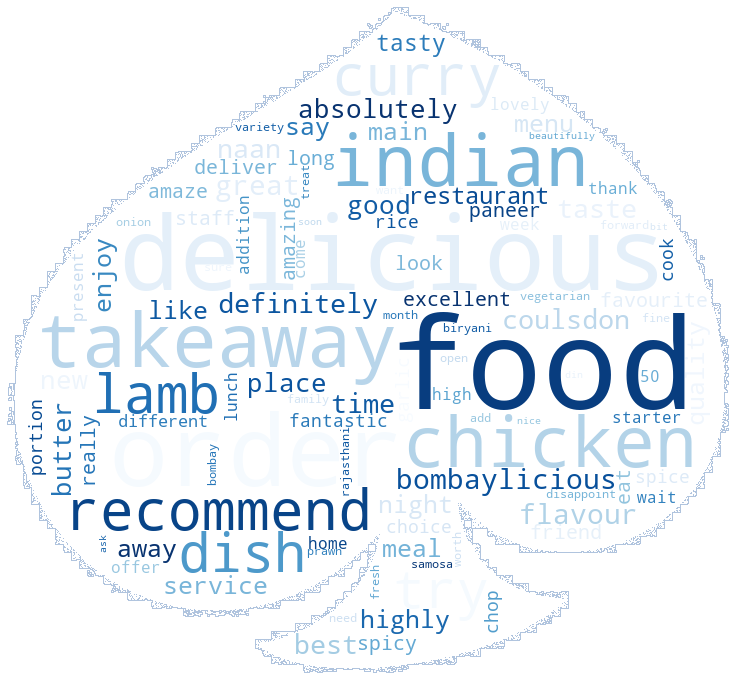 tasty
curry
lovely
absolutely
menu
variety
say
main
beautifully
naan
indian
deliver
long
amaze
great
treat
want
restaurant
thank
good
paneer
taste
staff
rice
onion
addition
amazing
soon
week
forward
bit
delicious
come
look
cook
enjoy
present
vegetarian
excellent
favourite
like
definitely
month
coulsdon
fine
takeaway
biryani
quality
food
open
new
lamb
lunch
place
high
50
family
time
add
nice
starter
different
fantastic
portion
butter
really
order
chicken
rajasthani
bombay
bombaylicious
eat
spice
disappoint
wait
recommend
night
flavour
choice
friend
ask
away
dish
home
prawn
meal
worth
samosa
offer
service
fresh
try
need
highly
chop
best
spicy